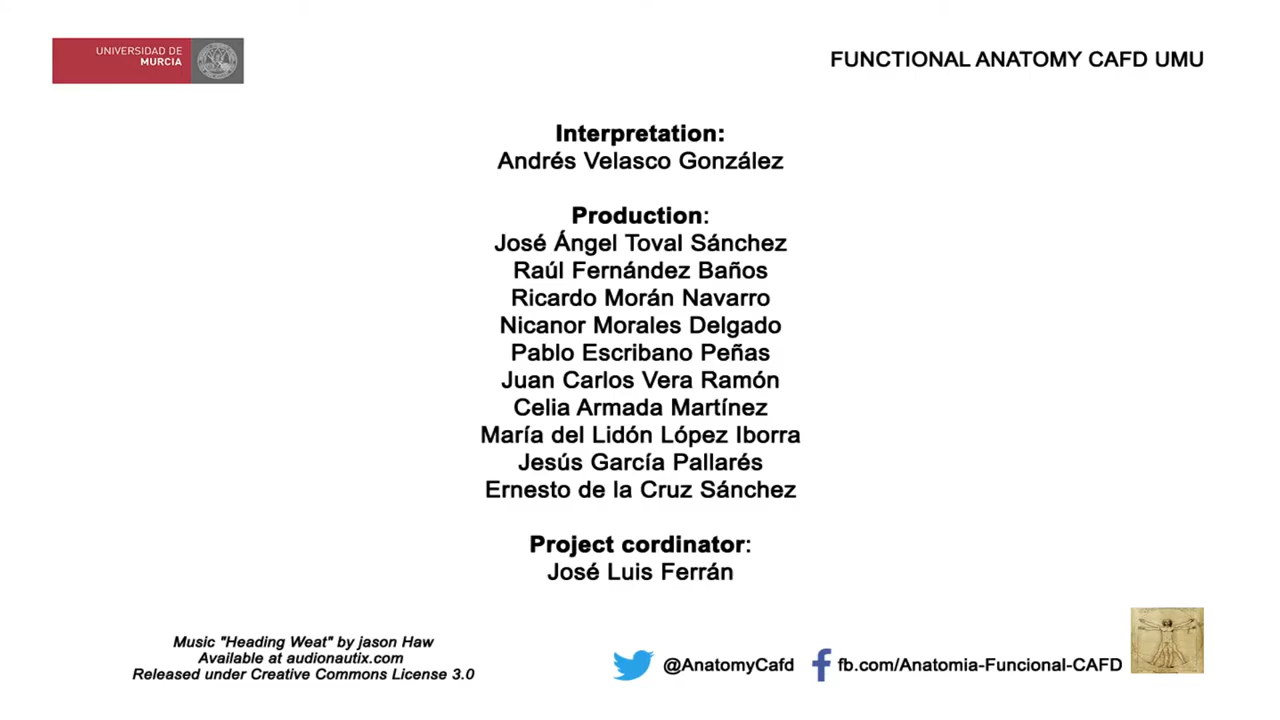 UNIVERSIDAD DE
MURCIA
FUNCTIONAL ANATOMY CAFD UMU
Interpretation:
Andrés Velasco González
Production:
José Ángel Toval Sánchez
Raúl Fernández Baños
Ricardo Morán Navarro
Nicanor Morales Delgado
Pablo Escribano Peñas
Juan Carlos Vera Ramón
Celia Armada Martínez
María del Lidón López Iborra
Jesús García Pallarés
Ernesto de la Cruz Sánchez
Project cordinator:
José Luis Ferrán
Music "Heading Weat" by jason Haw
Available at audionautix.com
Released under Creative Commons License 3.0
@AnatomyCafd
fb.com/Anatomia-Funcional-CAFD